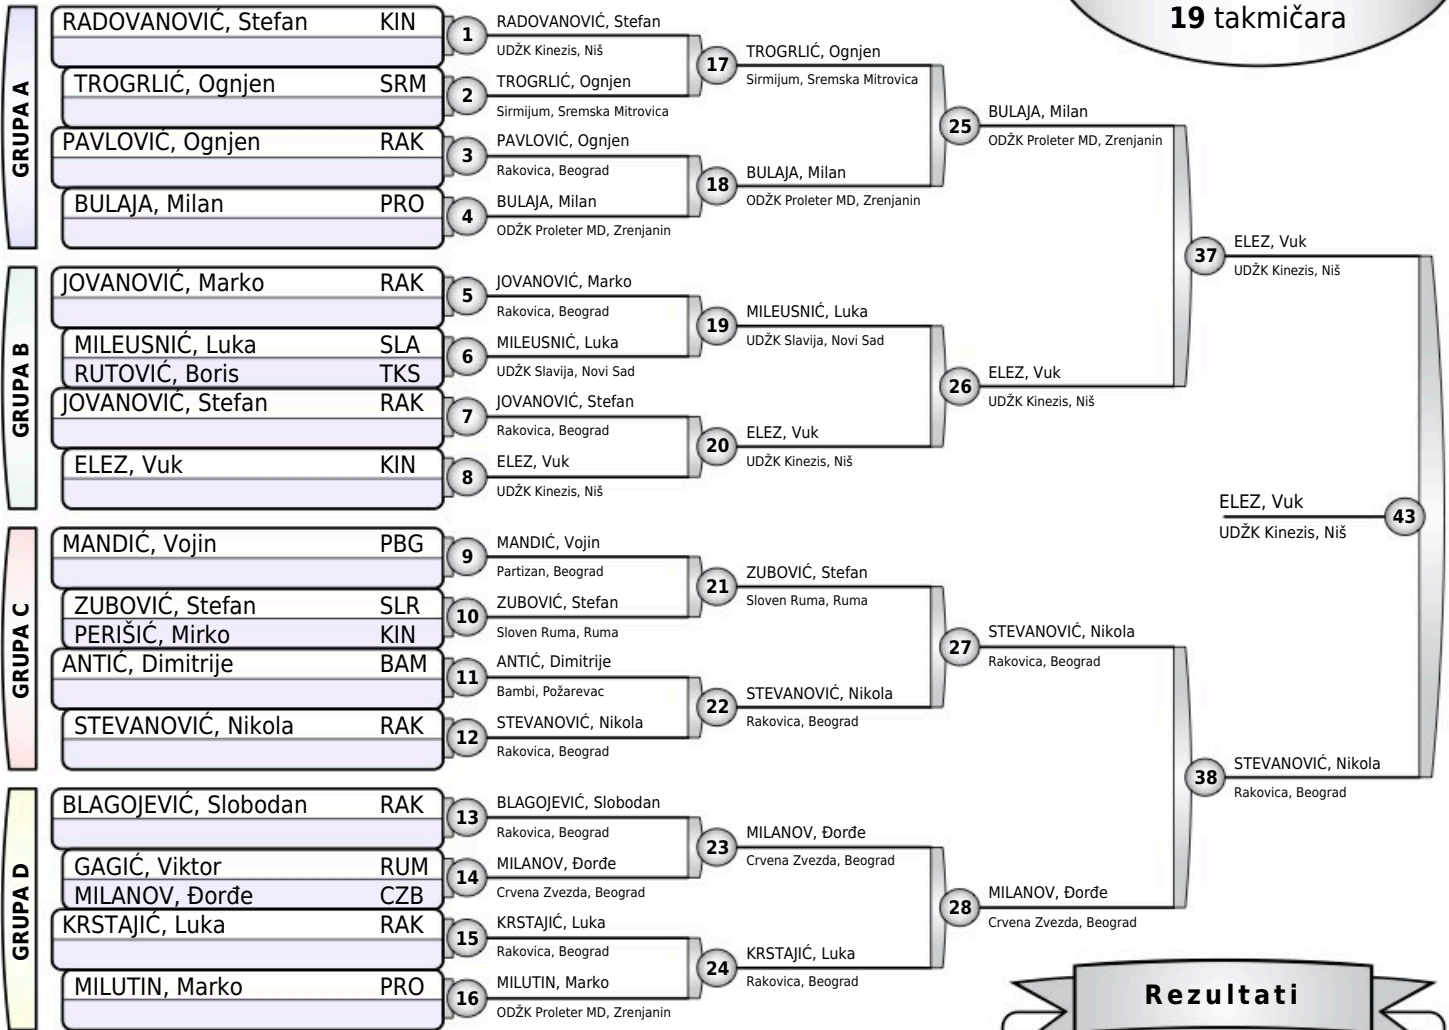 19 takmičara
GRUPA A
RADOVANOVIĆ, Stefan KIN
TROGRLIĆ, Ognjen SRM
PAVLOVIĆ, Ognjen RAK
BULAJA, Milan PRO
GRUPA B
JOVANOVIĆ, Marko RAK
MILEUSNIĆ, Luka SLA
RUTOVIĆ, Boris TKS
JOVANOVIĆ, Stefan RAK
ELEZ, Vuk KIN
GRUPA C
MANDIĆ, Vojin PBG
ZUBOVIĆ, Stefan SLR
PERIŠIĆ, Mirko KIN
ANTIĆ, Dimitrije BAM
STEVANOVIĆ, Nikola RAK
GRUPA D
BLAGOJEVIĆ, Slobodan RAK
GAGIĆ, Viktor RUM
MILANOV, Đorđe CZB
KRSTAJIĆ, Luka RAK
MILUTIN, Marko PRO
1
RADOVANOVIĆ, Stefan
UDŽK Kinezis, Niš
2
TROGRLIĆ, Ognjen
Sirmijum, Sremska Mitrovica
3
PAVLOVIĆ, Ognjen
Rakovica, Beograd
4
BULAJA, Milan
ODŽK Proleter MD, Zrenjanin
5
JOVANOVIĆ, Marko
Rakovica, Beograd
6
MILEUSNIĆ, Luka
UDŽK Slavija, Novi Sad
7
JOVANOVIĆ, Stefan
Rakovica, Beograd
8
ELEZ, Vuk
UDŽK Kinezis, Niš
9
MANDIĆ, Vojin
Partizan, Beograd
10
ZUBOVIĆ, Stefan
Sloven Ruma, Ruma
11
ANTIĆ, Dimitrije
Bambi, Požarevac
12
STEVANOVIĆ, Nikola
Rakovica, Beograd
13
BLAGOJEVIĆ, Slobodan
Rakovica, Beograd
14
MILANOV, Đorđe
Crvena Zvezda, Beograd
15
KRSTAJIĆ, Luka
Rakovica, Beograd
16
MILUTIN, Marko
ODŽK Proleter MD, Zrenjanin
17
TROGRLIĆ, Ognjen
Sirmijum, Sremska Mitrovica
18
BULAJA, Milan
ODŽK Proleter MD, Zrenjanin
19
MILEUSNIĆ, Luka
UDŽK Slavija, Novi Sad
20
ELEZ, Vuk
UDŽK Kinezis, Niš
21
ZUBOVIĆ, Stefan
Sloven Ruma, Ruma
22
STEVANOVIĆ, Nikola
Rakovica, Beograd
23
MILANOV, Đorđe
Crvena Zvezda, Beograd
24
KRSTAJIĆ, Luka
Rakovica, Beograd
25
BULAJA, Milan
ODŽK Proleter MD, Zrenjanin
26
ELEZ, Vuk
UDŽK Kinezis, Niš
27
STEVANOVIĆ, Nikola
Rakovica, Beograd
28
MILANOV, Đorđe
Crvena Zvezda, Beograd
37
ELEZ, Vuk
UDŽK Kinezis, Niš
38
STEVANOVIĆ, Nikola
Rakovica, Beograd
43
ELEZ, Vuk
UDŽK Kinezis, Niš
Rezultati